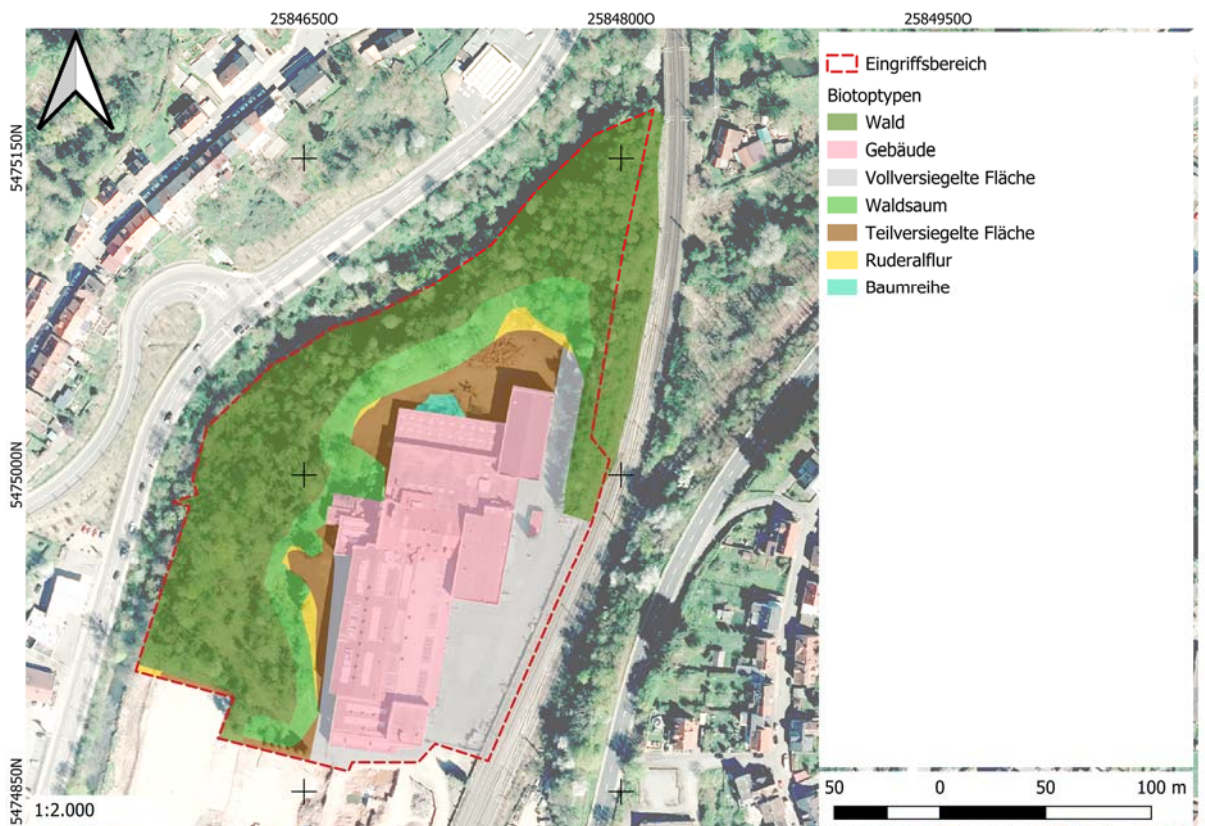 2584650O 2584800O 2584950O
5475150N
5475000N
5474850N
Eingriffsbereich
Biotoptypen
Wald
Gebäude
Vollversiegelte Fläche
Waldsaum
Teilversiegelte Fläche
Ruderalflur
Baumreihe
1:2.000
50 0 50 100 m